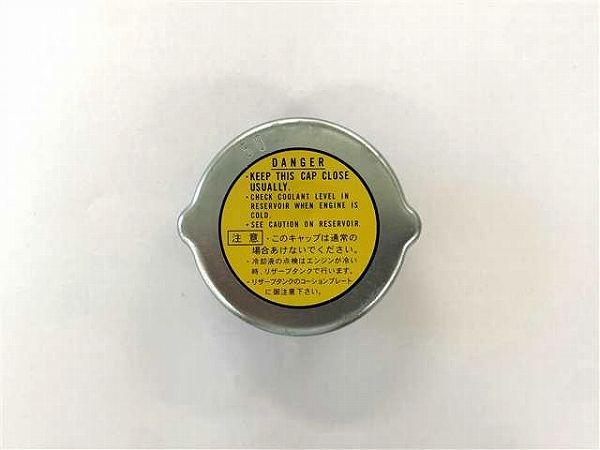 DANGER
・KEEP THIS CAP CLOSE
USUALLY.
・CHECK COOLANT LEVEL IN
RESERVOIR WHEN ENGINE IS
COLD.
・SEE CAUTION ON RESERVOIR.
注意・このキャップは通常の
場合あけないでください。
・冷却液の点検はエンジンが冷い
時、リザーブタンクで行います。
・リザーブタンクのコーションプレート
に御注意下さい。